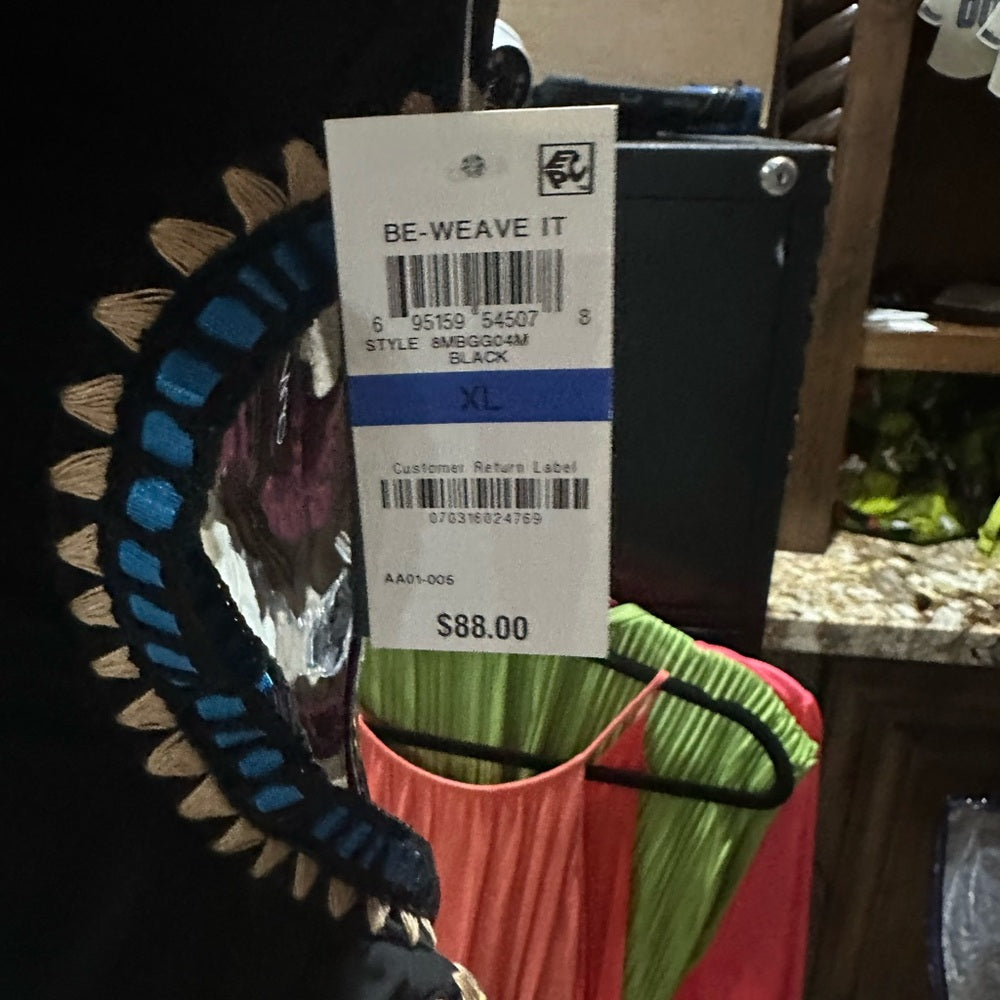 BE-WEAVE IT
6 95159 54507 8
STYLE 8MBGG04M
BLACK
XL
Customer Return Label
070316024769
AA01-005
$88.00